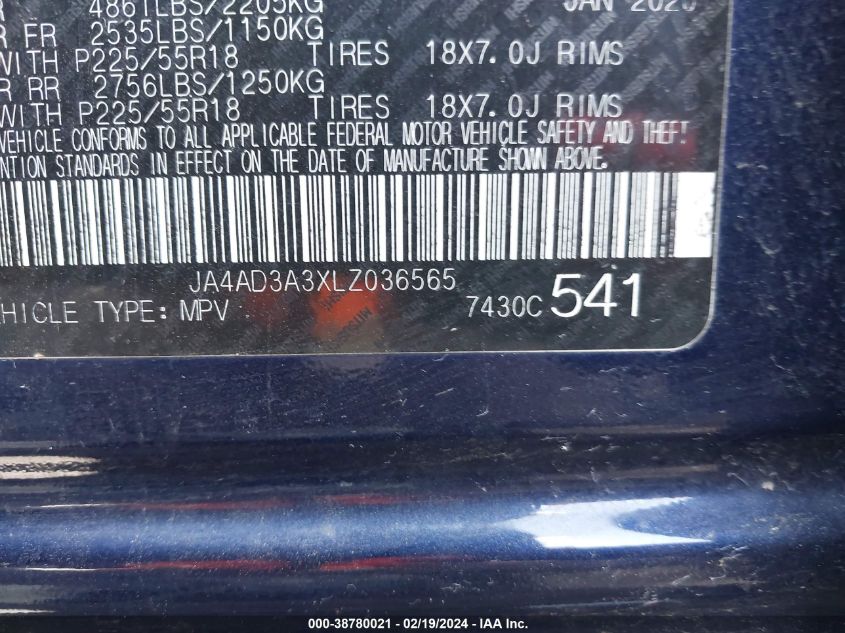 4861LBS/2205KG JAN 2020
R FR 2535LBS/1150KG
WITH P225/55R18 TIRES 18X7.0J RIMS
R RR 2756LBS/1250KG
WITH P225/55R18 TIRES 18X7.0J RIMS
VEHICLE CONFORMS TO ALL APPLICABLE FEDERAL MOTOR VEHICLE SAFETY AND THEFT
NTION STANDARDS IN EFFECT ON THE DATE OF MANUFACTURE SHOWN ABOVE.
JA4AD3A3XLZ036565
HICLE TYPE: MPV 7430C 541
000-38780021 - 02/19/2024 - IAA Inc.